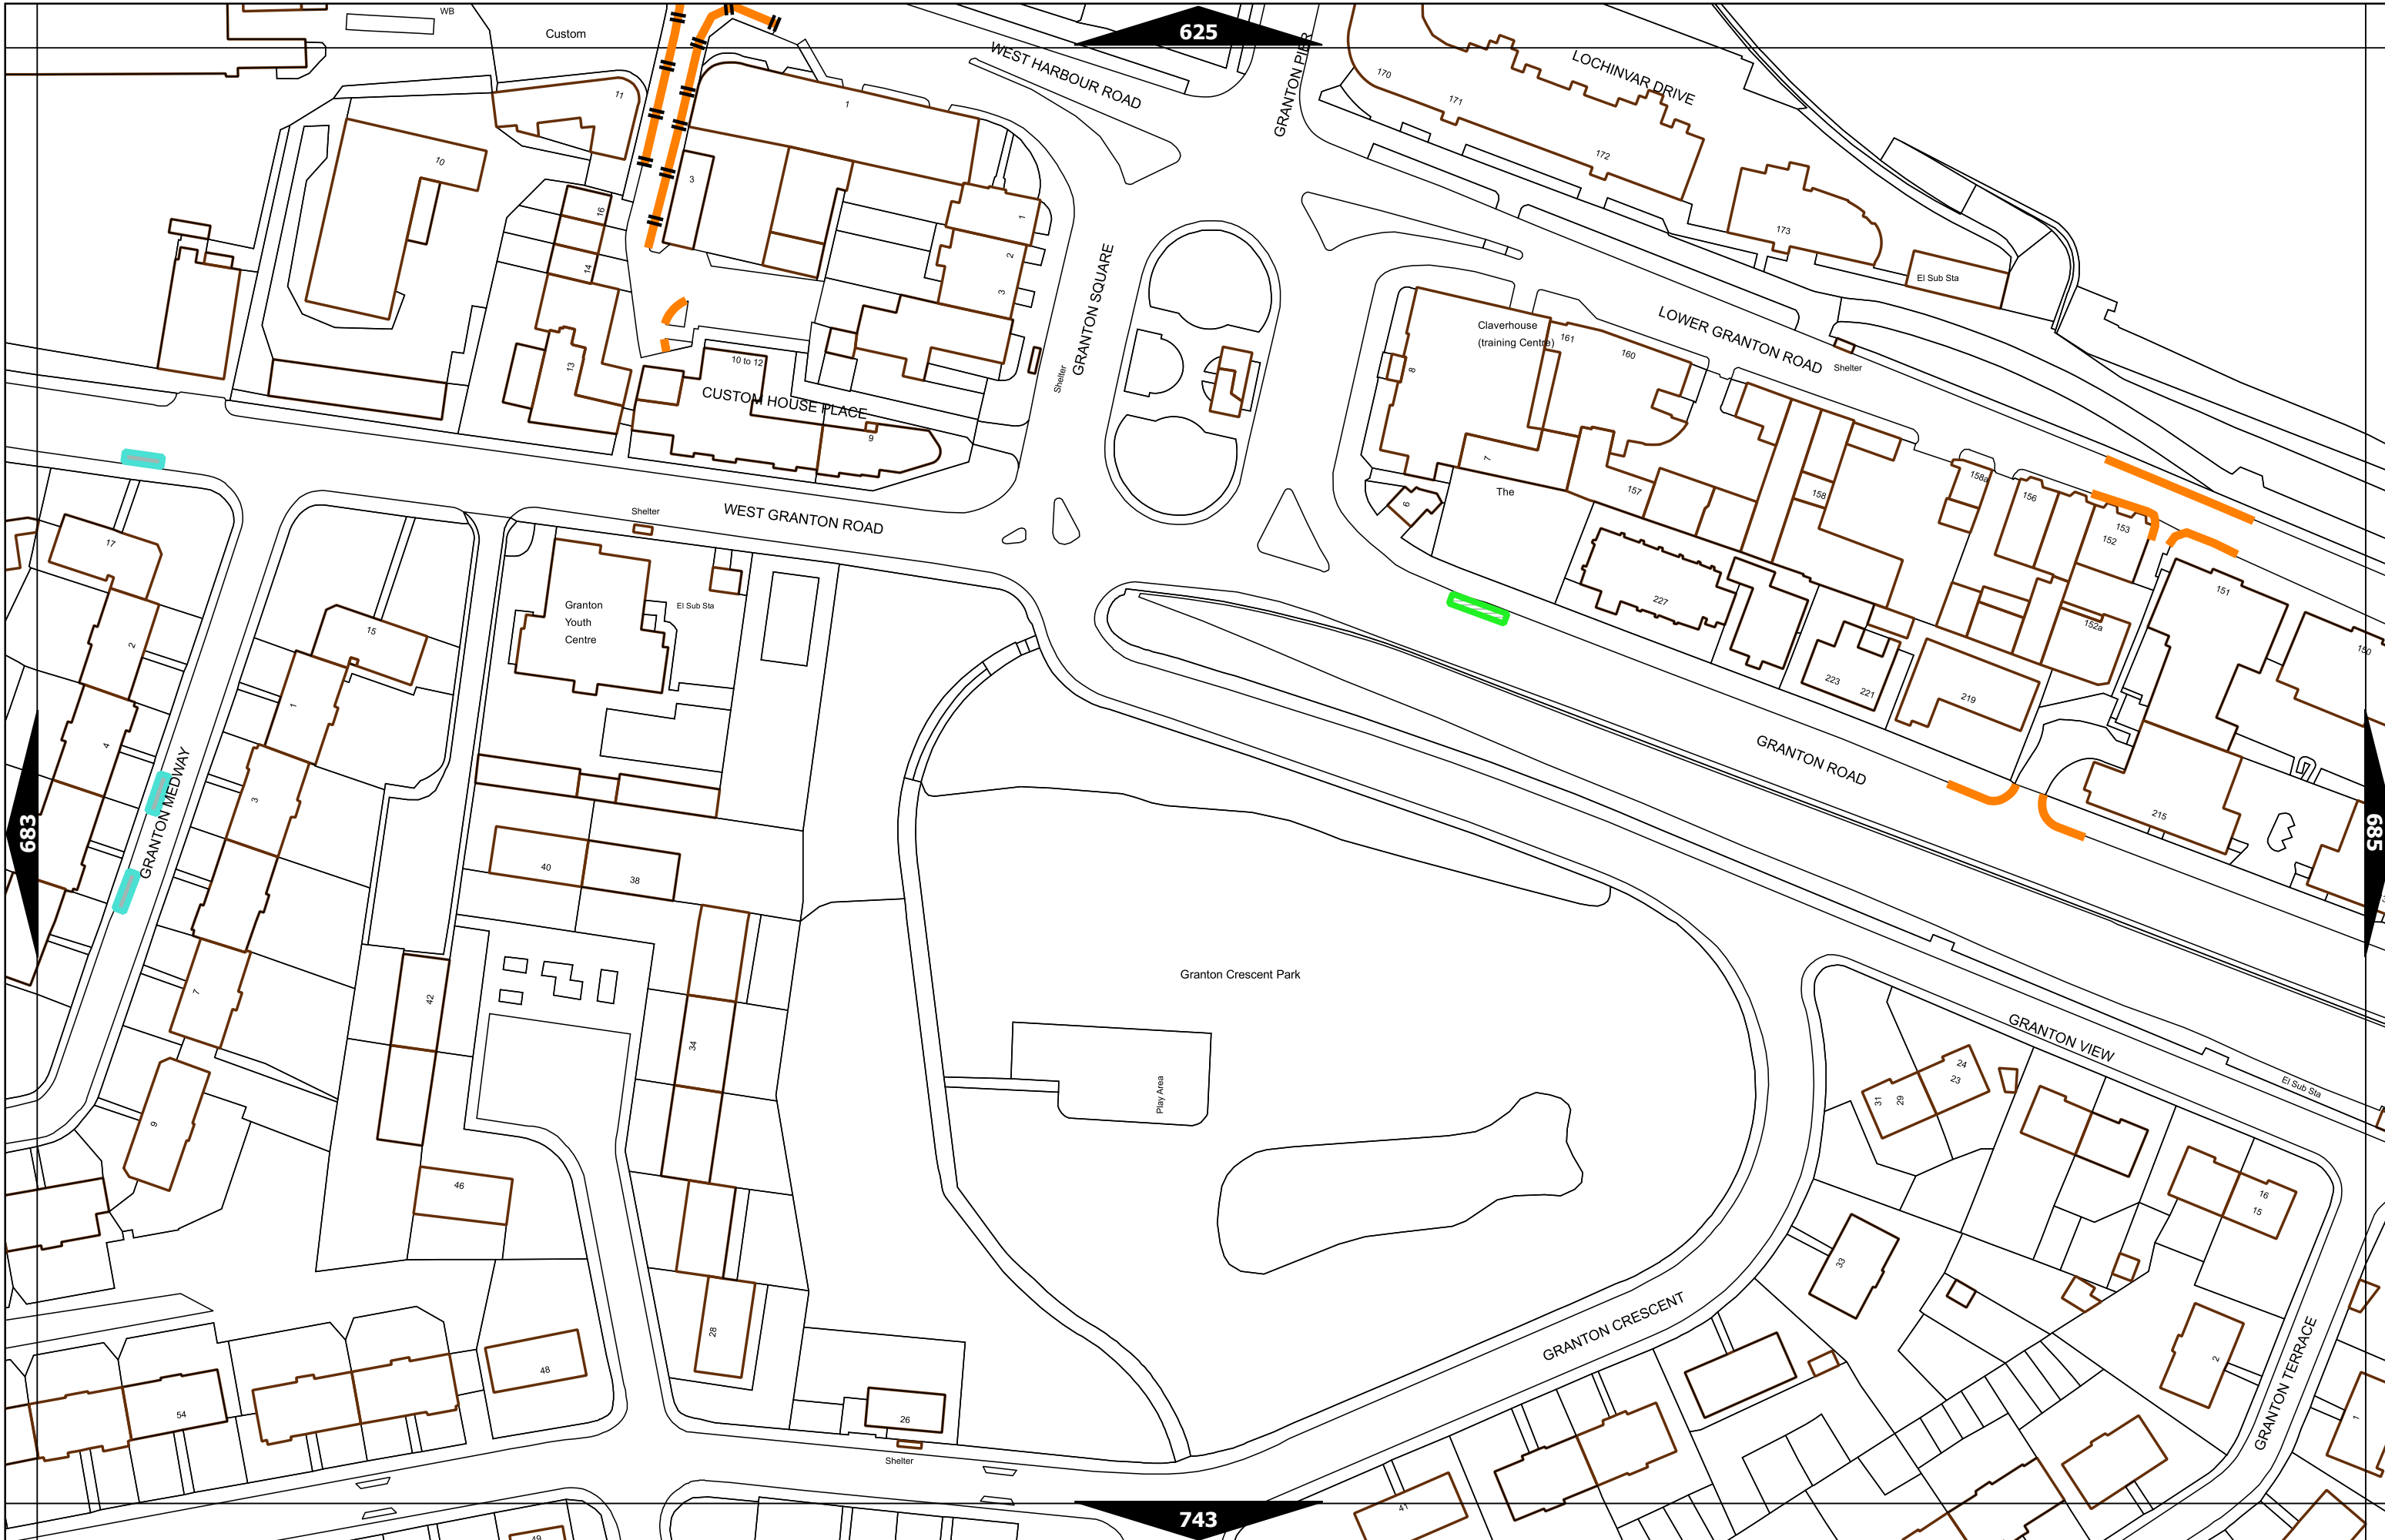 WB
Custom
625
WEST HARBOUR ROAD
GRANTON PIER
LOCHINVAR DRIVE
170
171
172
173
El Sub Sta
11
1
10
3
16
14
1
2
3
13
10 to 12
CUSTOM HOUSE PLACE
9
Shelter
GRANTON SQUARE
Claverhouse
(training Centre)
161
160
LOWER GRANTON ROAD
Shelter
8
7
The
6
157
158
158a
156
153
152
152a
151
150
227
223
221
219
215
GRANTON ROAD
WEST GRANTON ROAD
Shelter
17
2
4
15
1
3
7
9
GRANTON MEDWAY
Granton
Youth
Centre
El Sub Sta
683
685
40
38
42
34
46
28
48
54
26
Shelter
Granton Crescent Park
Play Area
GRANTON VIEW
El Sub Sta
24
23
31
29
16
15
33
2
1
GRANTON CRESCENT
GRANTON TERRACE
41
49
743